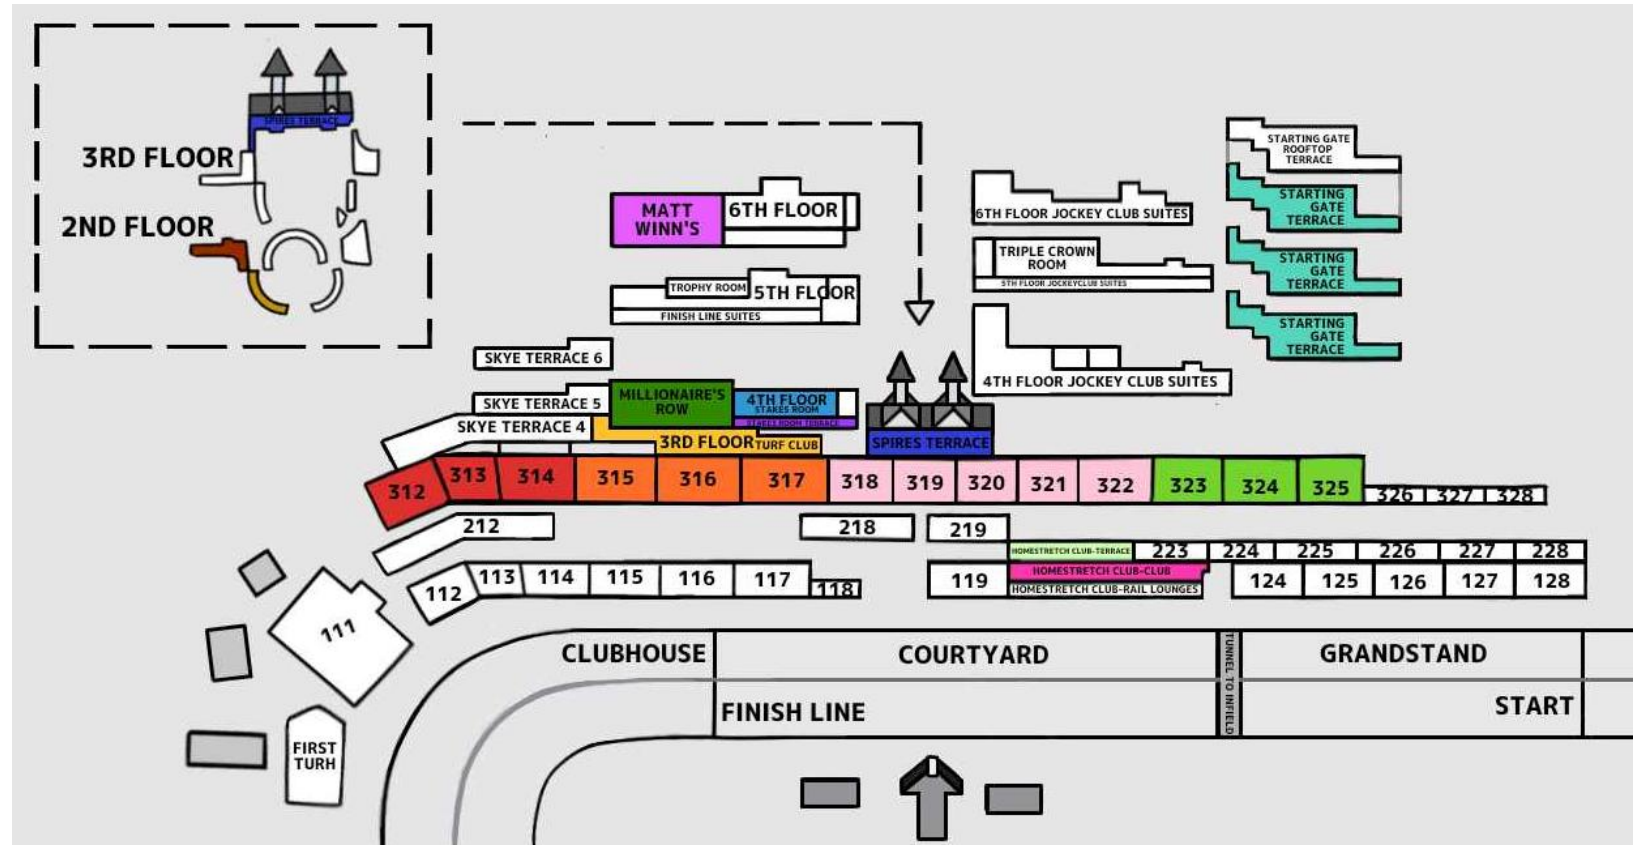 SPIRES TERRACE
3RD FLOOR
2ND FLOOR
MATT
WINN'S
6TH FLOOR
TROPHY ROOM
5TH FLOOR
FINISH LINE SUITES
SKYE TERRACE 6
SKYE TERRACE 5
SKYE TERRACE 4
MILLIONAIRE'S
ROW
4TH FLOOR
STAKES ROOM
STAKES ROOM TERRACE
3RD FLOOR TURF CLUB
SPIRES TERRACE
6TH FLOOR JOCKEY CLUB SUITES
TRIPLE CROWN
ROOM
5TH FLOOR JOCKEYCLUB SUITES
4TH FLOOR JOCKEY CLUB SUITES
STARTING GATE
ROOFTOP
TERRACE
STARTING
GATE
TERRACE
STARTING
GATE
TERRACE
STARTING
GATE
TERRACE
312 313 314 315 316 317 318 319 320 321 322 323 324 325 326 327 328
212 218 219
HOMESTRETCH CLUB-TERRACE 223 224 225 226 227 228
HOMESTRETCH CLUB-CLUB
HOMESTRETCH CLUB-RAIL LOUNGES
112 113 114 115 116 117 118 119 124 125 126 127 128
111
FIRST
TURH
CLUBHOUSE COURTYARD GRANDSTAND
TUNNEL TO INFIELD
FINISH LINE START